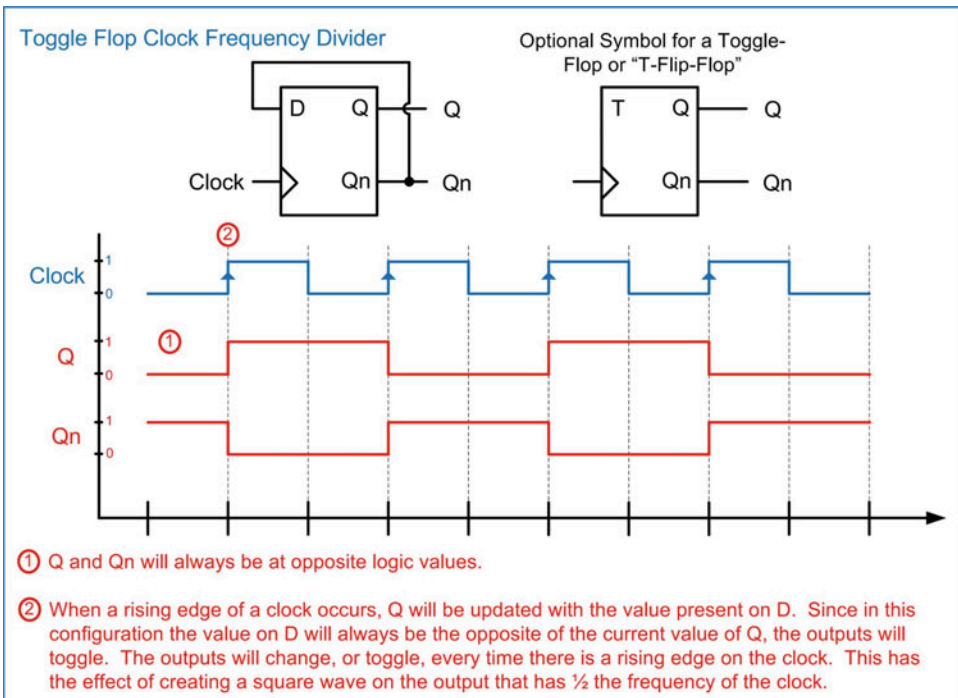 Toggle Flop Clock Frequency Divider
Optional Symbol for a Toggle-
Flop or “T-Flip-Flop”
D Q Q
Clock Qn Qn
T Q Q
Qn Qn
2
Clock 1
0
1
Q 1
0
Qn 1
0
1 Q and Qn will always be at opposite logic values.
2 When a rising edge of a clock occurs, Q will be updated with the value present on D. Since in this
configuration the value on D will always be the opposite of the current value of Q, the outputs will
toggle. The outputs will change, or toggle, every time there is a rising edge on the clock. This has
the effect of creating a square wave on the output that has ½ the frequency of the clock.